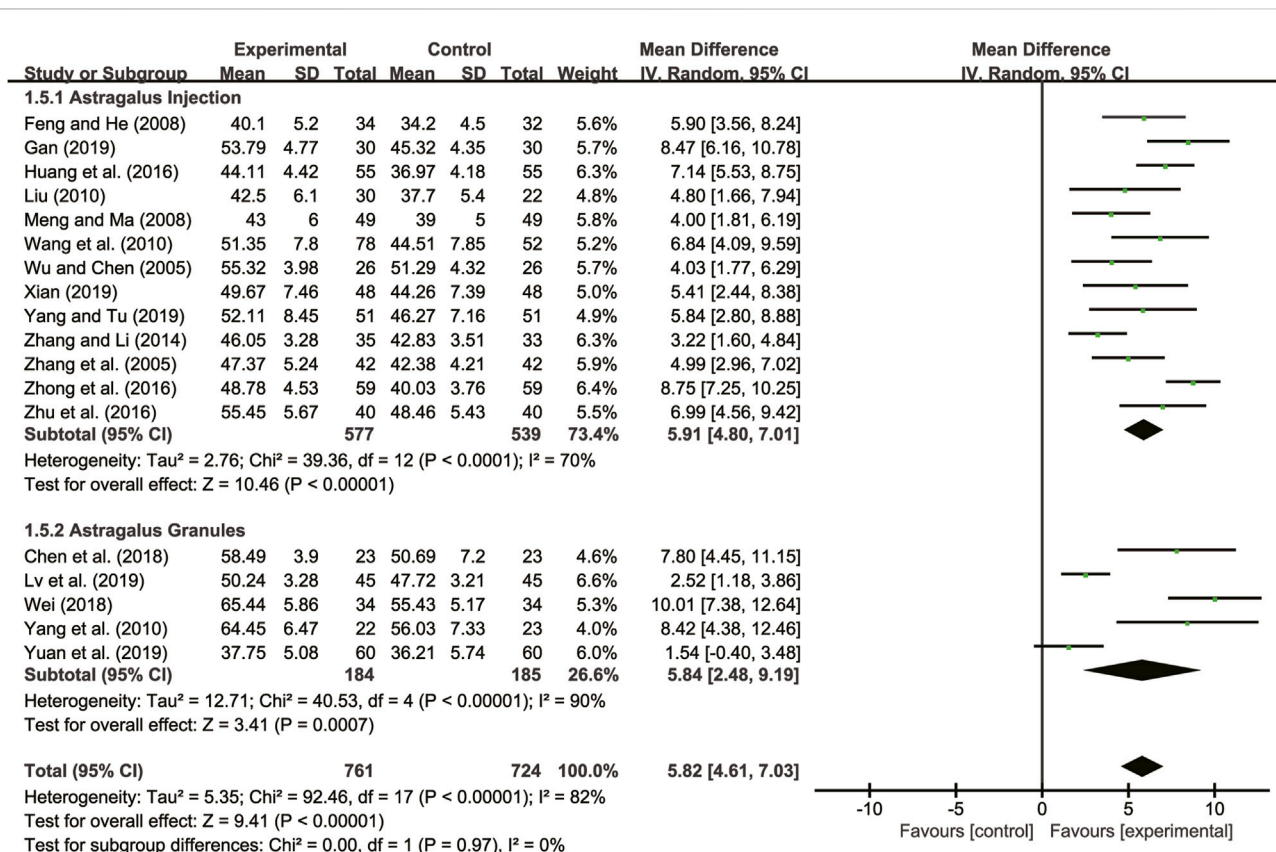 Experimental Control Mean Difference Mean Difference
Study or Subgroup Mean SD Total Mean SD Total Weight IV. Random. 95% CI IV. Random. 95% CI
1.5.1 Astragalus Injection
Feng and He (2008) 40.1 5.2 34 34.2 4.5 32 5.6% 5.90 [3.56, 8.24]
Gan (2019) 53.79 4.77 30 45.32 4.35 30 5.7% 8.47 [6.16, 10.78]
Huang et al. (2016) 44.11 4.42 55 36.97 4.18 55 6.3% 7.14 [5.53, 8.75]
Liu (2010) 42.5 6.1 30 37.7 5.4 22 4.8% 4.80 [1.66, 7.94]
Meng and Ma (2008) 43 6 49 39 5 49 5.8% 4.00 [1.81, 6.19]
Wang et al. (2010) 51.35 7.8 78 44.51 7.85 52 5.2% 6.84 [4.09, 9.59]
Wu and Chen (2005) 55.32 3.98 26 51.29 4.32 26 5.7% 4.03 [1.77, 6.29]
Xian (2019) 49.67 7.46 48 44.26 7.39 48 5.0% 5.41 [2.44, 8.38]
Yang and Tu (2019) 52.11 8.45 51 46.27 7.16 51 4.9% 5.84 [2.80, 8.88]
Zhang and Li (2014) 46.05 3.28 35 42.83 3.51 33 6.3% 3.22 [1.60, 4.84]
Zhang et al. (2005) 47.37 5.24 42 42.38 4.21 42 5.9% 4.99 [2.96, 7.02]
Zhong et al. (2016) 48.78 4.53 59 40.03 3.76 59 6.4% 8.75 [7.25, 10.25]
Zhu et al. (2016) 55.45 5.67 40 48.46 5.43 40 5.5% 6.99 [4.56, 9.42]
Subtotal (95% CI) 577 539 73.4% 5.91 [4.80, 7.01]
Heterogeneity: Tau² = 2.76; Chi² = 39.36, df = 12 (P < 0.0001); I² = 70%
Test for overall effect: Z = 10.46 (P < 0.00001)
1.5.2 Astragalus Granules
Chen et al. (2018) 58.49 3.9 23 50.69 7.2 23 4.6% 7.80 [4.45, 11.15]
Lv et al. (2019) 50.24 3.28 45 47.72 3.21 45 6.6% 2.52 [1.18, 3.86]
Wei (2018) 65.44 5.86 34 55.43 5.17 34 5.3% 10.01 [7.38, 12.64]
Yang et al. (2010) 64.45 6.47 22 56.03 7.33 23 4.0% 8.42 [4.38, 12.46]
Yuan et al. (2019) 37.75 5.08 60 36.21 5.74 60 6.0% 1.54 [-0.40, 3.48]
Subtotal (95% CI) 184 185 26.6% 5.84 [2.48, 9.19]
Heterogeneity: Tau² = 12.71; Chi² = 40.53, df = 4 (P < 0.00001); I² = 90%
Test for overall effect: Z = 3.41 (P = 0.0007)
Total (95% CI) 761 724 100.0% 5.82 [4.61, 7.03]
Heterogeneity: Tau² = 5.35; Chi² = 92.46, df = 17 (P < 0.00001); I² = 82%
Test for overall effect: Z = 9.41 (P < 0.00001)
Test for subgroup differences: Chi² = 0.00, df = 1 (P = 0.97), I² = 0%
-10 -5 0 5 10
Favours [control] Favours [experimental]